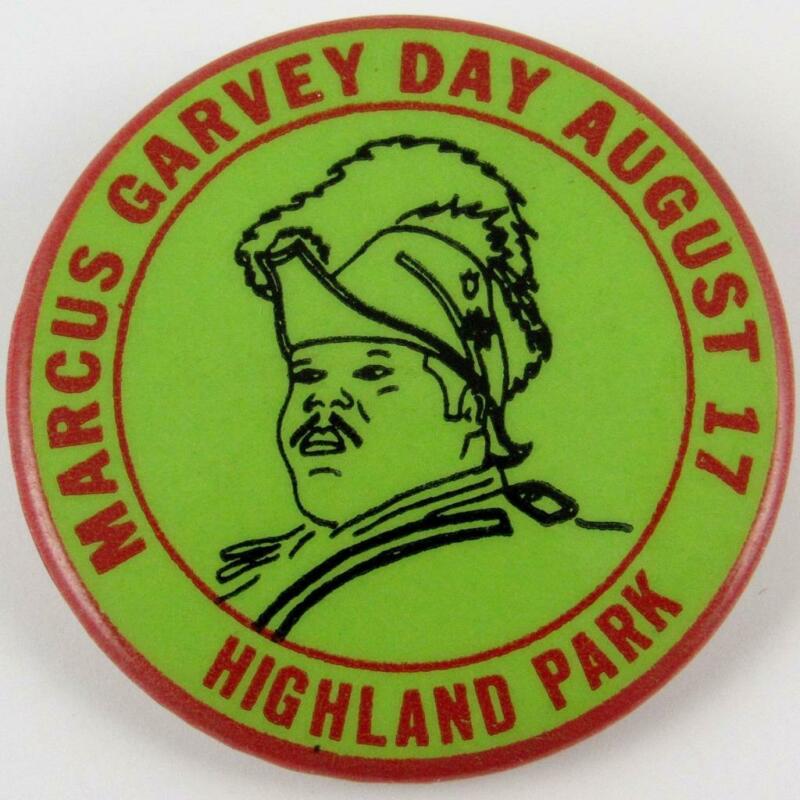 MARCUS GARVEY DAY AUGUST 17
HIGHLAND PARK